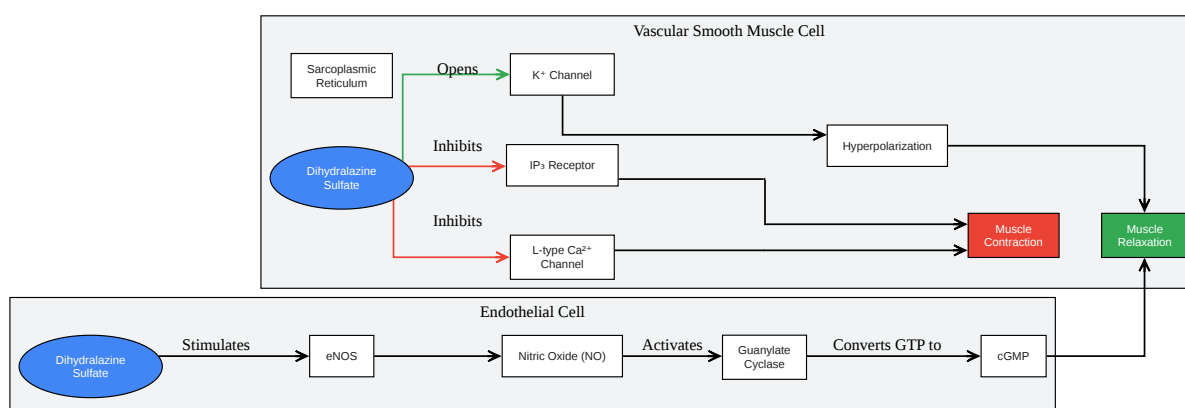 Vascular Smooth Muscle Cell
Sarcoplasmic
Reticulum
Opens
K⁺ Channel
Inhibits
Hyperpolarization
Dihydralazine
Sulfate
IP₃ Receptor
Inhibits
Muscle
Contraction
Muscle
Relaxation
L-type Ca²⁺
Channel
Endothelial Cell
Dihydralazine
Sulfate
Stimulates
eNOS
Nitric Oxide (NO)
Activates
Guanylate
Cyclase
Converts GTP to
cGMP